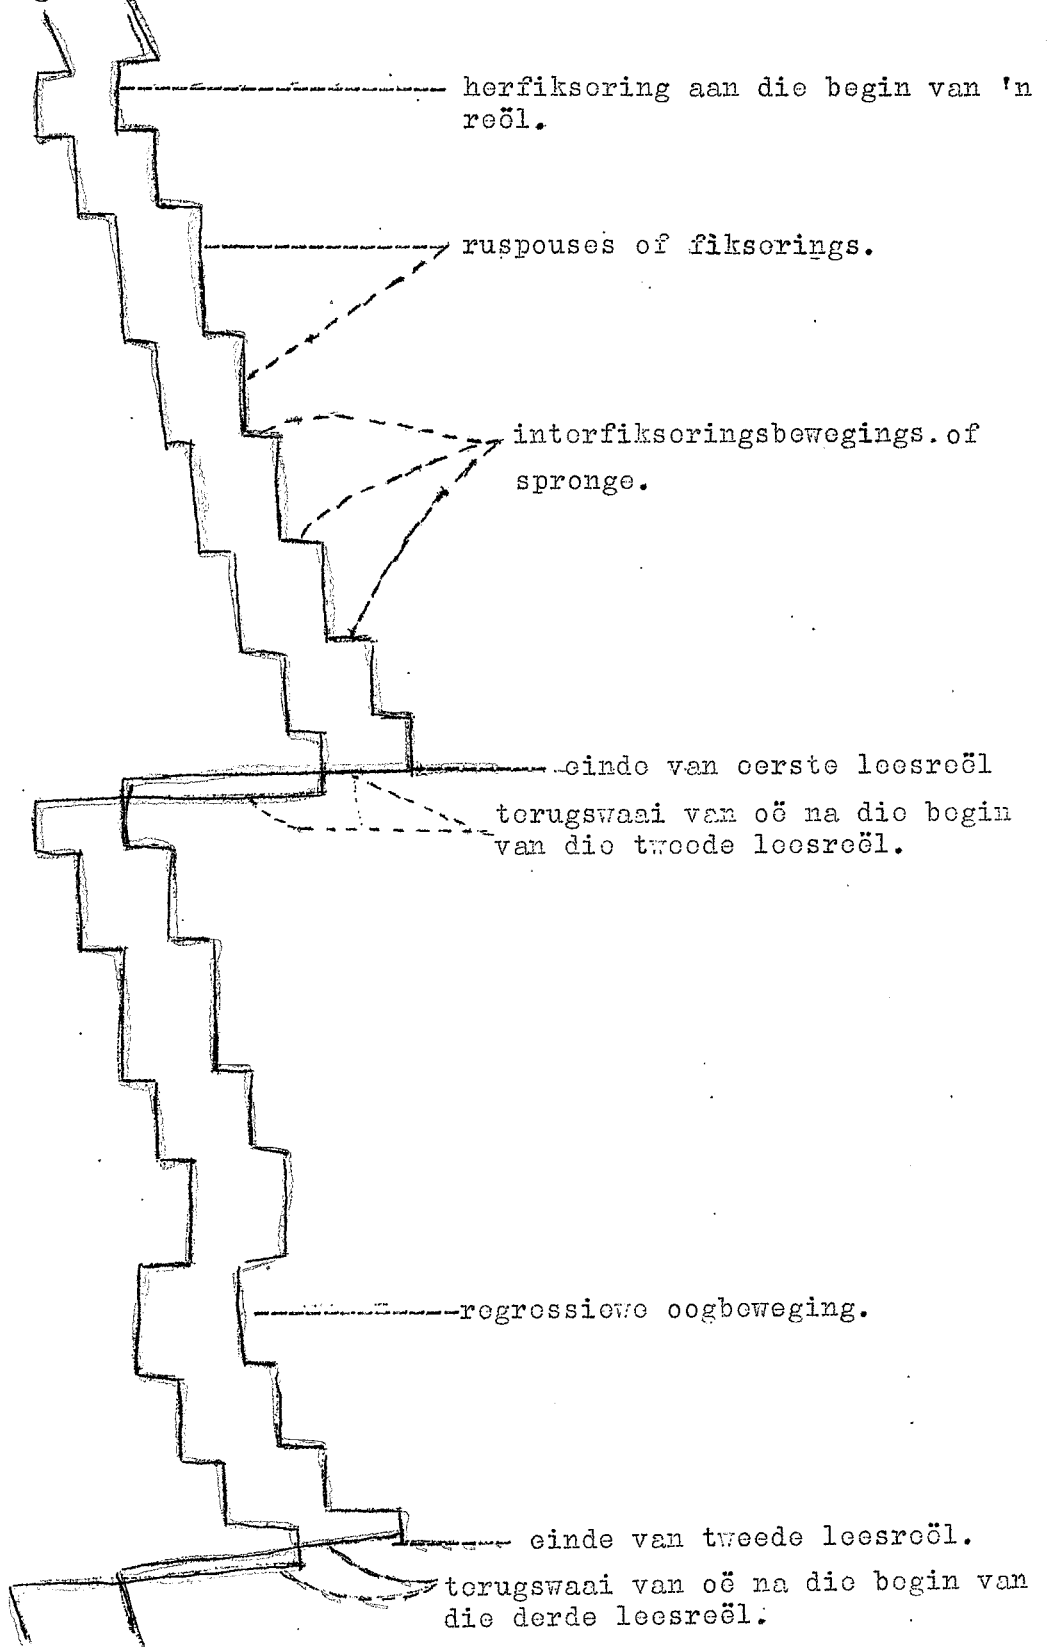 herfiksering aan die begin van 'n
reël.
ruspouses of fikserings.
interfikseringsbewegings.of
spronge.
einde van eerste leesreël
terugswaai van oë na die begin
van die tweede leesreël.
regressiewe oogbeweging.
einde van tweede leesreël.
terugswaai van oë na die begin van
die derde leesreël.